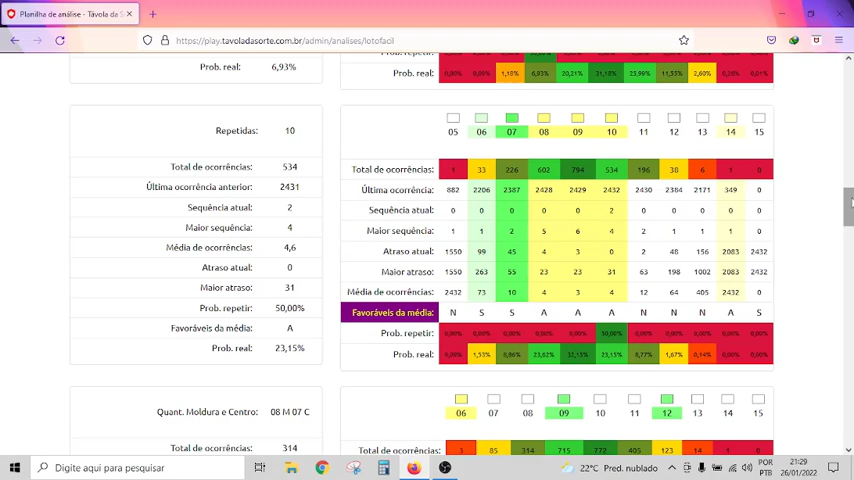 Planilha de análise - Távola da S
https://play.tavoladasorte.com.br/admin/analises/lotofacil
Prob. real: 6,93%
Prob. repetir:
Prob. real: 0,00% 0,09% 1,18% 6,93% 20,21% 31,18% 25,99% 11,55% 2,60% 0,26% 0,01%
Repetidas: 10
Total de ocorrências: 534
Última ocorrência anterior: 2431
Sequência atual: 2
Maior sequência: 4
Média de ocorrências: 4,6
Atraso atual: 0
Maior atraso: 31
Prob. repetir: 50,00%
Favoráveis da média: A
Prob. real: 23,15%
05 06 07 08 09 10 11 12 13 14 15
Total de ocorrências: 1 33 226 602 794 534 196 38 6 1 0
Última ocorrência: 882 2206 2387 2428 2429 2432 2430 2384 2171 349 0
Sequência atual: 0 0 0 0 0 2 0 0 0 0 0
Maior sequência: 1 1 2 5 6 4 2 1 1 1 0
Atraso atual: 1550 99 45 4 3 0 2 48 156 2083 2432
Maior atraso: 1550 263 55 23 23 31 63 198 1002 2083 2432
Média de ocorrências: 2432 73 10 4 3 4 12 64 405 2432 0
Favoráveis da média: N S S A A A N N N A S
Prob. repetir: 0,00% 0,00% 0,00% 0,00% 0,00% 50,00% 0,00% 0,00% 0,00% 0,00% 0,00%
Prob. real: 1,53% 8,86% 23,62% 32,13% 23,15% 8,77% 1,67% 0,14% 0,00% 0,00%
Quant. Moldura e Centro: 08 M 07 C
Total de ocorrências: 314
06 07 08 09 10 11 12 13 14 15
Total de ocorrências: 1 85 314 715 772 405 123 14 1 0
Digite aqui para pesquisar
22°C Pred. nublado
POR
PTB
21:29
26/01/2022